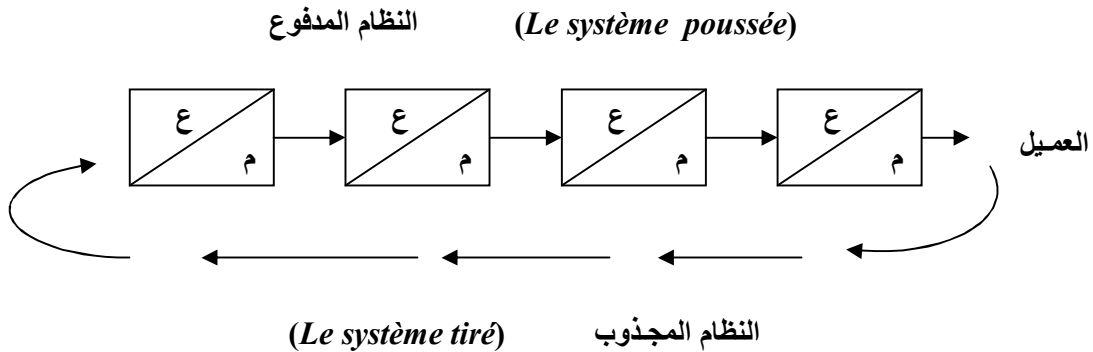 النظام المدفوع (Le système poussée)
ع ع ع ع
م م م م
العميل
النظام المجذوب (Le système tiré)